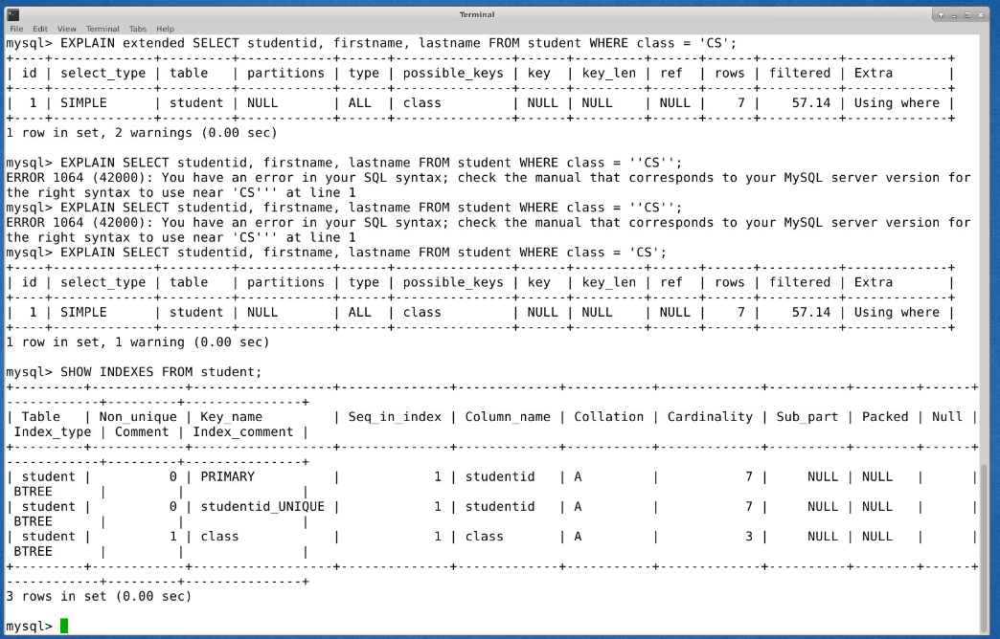 Terminal
File Edit View Terminal Tabs Help
mysql> EXPLAIN extended SELECT studentid, firstname, lastname FROM student WHERE class = 'CS';
+----+-------------+---------+------------+------+---------------+------+---------+------+------+----------+-------------+
| id | select_type | table   | partitions | type | possible_keys | key  | key_len | ref  | rows | filtered | Extra       |
+----+-------------+---------+------------+------+---------------+------+---------+------+------+----------+-------------+
|  1 | SIMPLE      | student | NULL       | ALL  | class         | NULL | NULL    | NULL |    7 |    57.14 | Using where |
+----+-------------+---------+------------+------+---------------+------+---------+------+------+----------+-------------+
1 row in set, 2 warnings (0.00 sec)
mysql> EXPLAIN SELECT studentid, firstname, lastname FROM student WHERE class = ''CS'';
ERROR 1064 (42000): You have an error in your SQL syntax; check the manual that corresponds to your MySQL server version for
the right syntax to use near 'CS''' at line 1
mysql> EXPLAIN SELECT studentid, firstname, lastname FROM student WHERE class = ''CS'';
ERROR 1064 (42000): You have an error in your SQL syntax; check the manual that corresponds to your MySQL server version for
the right syntax to use near 'CS''' at line 1
mysql> EXPLAIN SELECT studentid, firstname, lastname FROM student WHERE class = 'CS';
+----+-------------+---------+------------+------+---------------+------+---------+------+------+----------+-------------+
| id | select_type | table   | partitions | type | possible_keys | key  | key_len | ref  | rows | filtered | Extra       |
+----+-------------+---------+------------+------+---------------+------+---------+------+------+----------+-------------+
|  1 | SIMPLE      | student | NULL       | ALL  | class         | NULL | NULL    | NULL |    7 |    57.14 | Using where |
+----+-------------+---------+------------+------+---------------+------+---------+------+------+----------+-------------+
1 row in set, 1 warning (0.00 sec)
mysql> SHOW INDEXES FROM student;
+---------+------------+-------------------+--------------+-------------+-----------+-------------+----------+--------+------+
------------+---------+---------------+
| Table   | Non_unique | Key_name          | Seq_in_index | Column_name | Collation | Cardinality | Sub_part | Packed | Null |
 Index_type | Comment | Index_comment |
+---------+------------+-------------------+--------------+-------------+-----------+-------------+----------+--------+------+
------------+---------+---------------+
| student |          0 | PRIMARY           |            1 | studentid   | A         |           7 |     NULL | NULL   |      |
 BTREE      |         |               |
| student |          0 | studentid_UNIQUE |            1 | studentid   | A         |           7 |     NULL | NULL   |      |
 BTREE      |         |               |
| student |          1 | class             |            1 | class       | A         |           3 |     NULL | NULL   |      |
 BTREE      |         |               |
+---------+------------+-------------------+--------------+-------------+-----------+-------------+----------+--------+------+
------------+---------+---------------+
3 rows in set (0.00 sec)
mysql>